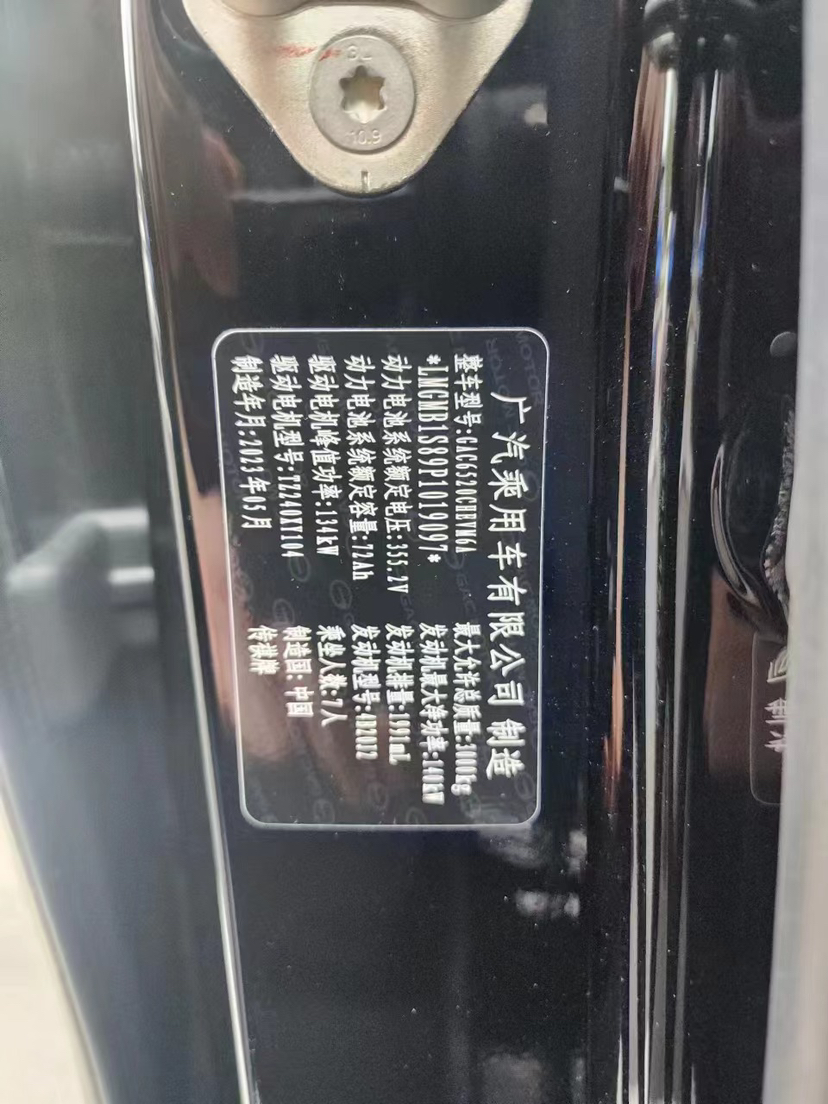 广汽乘用车有限公司 制造
整车型号:GAC6520CHEVM6A 最大允许总质量:3000kg
*LMGMB1S89P1019097* 发动机最大净功率:140kW
动力电池系统额定电压:355.2V 发动机排量:1991mL
动力电池系统额定容量:72Ah 发动机型号:4B20J2
驱动电机峰值功率:134kW 乘坐人数:7人
驱动电机型号:TZ240XY104 制造国:中国
制造年月:2023年05月 传祺牌
10.9